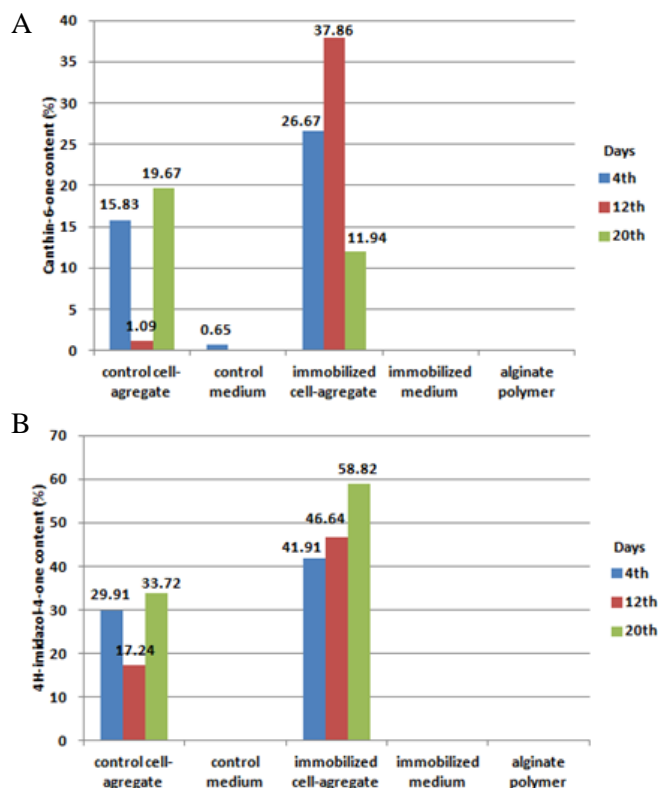 A
40
35
30
25
20
15
10
5
0
Canthin-6-one content (%)
15.83
1.09
19.67
0.65
26.67
37.86
11.94
control cell-
agregate
control
medium
immobilized
cell-agregate
immobilized
medium
alginate
polymer
Days
4th
12th
20th
B
70
60
50
40
30
20
10
0
4H-imidazol-4-one content (%)
29.91
17.24
33.72
41.91
46.64
58.82
control cell-
agregate
control
medium
immobilized
cell-agregate
immobilized
medium
alginate
polymer
Days
4th
12th
20th